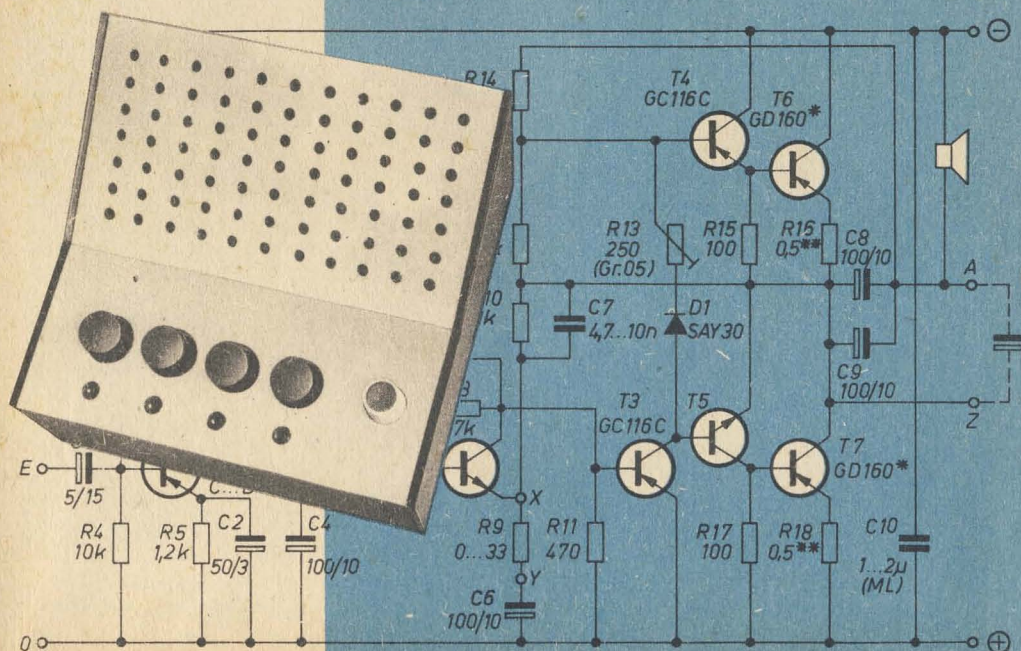 ⊖
R14
T4
GC116C
T6
GD160*
R13
250
(Gr.05)
R15
100
R16
0,5**
C8
100/10
A
C7
4,7...10n
D1
SAY30
C9
100/10
Z
T3
GC116C
T5
T7
GD160*
7k
E
5/15
X
R4
10k
R5
1,2k
C2
50/3
C4
100/10
R9
0...33
R11
470
R17
100
R18
0,5**
C10
1...2µ
(ML)
Y
C6
100/10
0
⊕